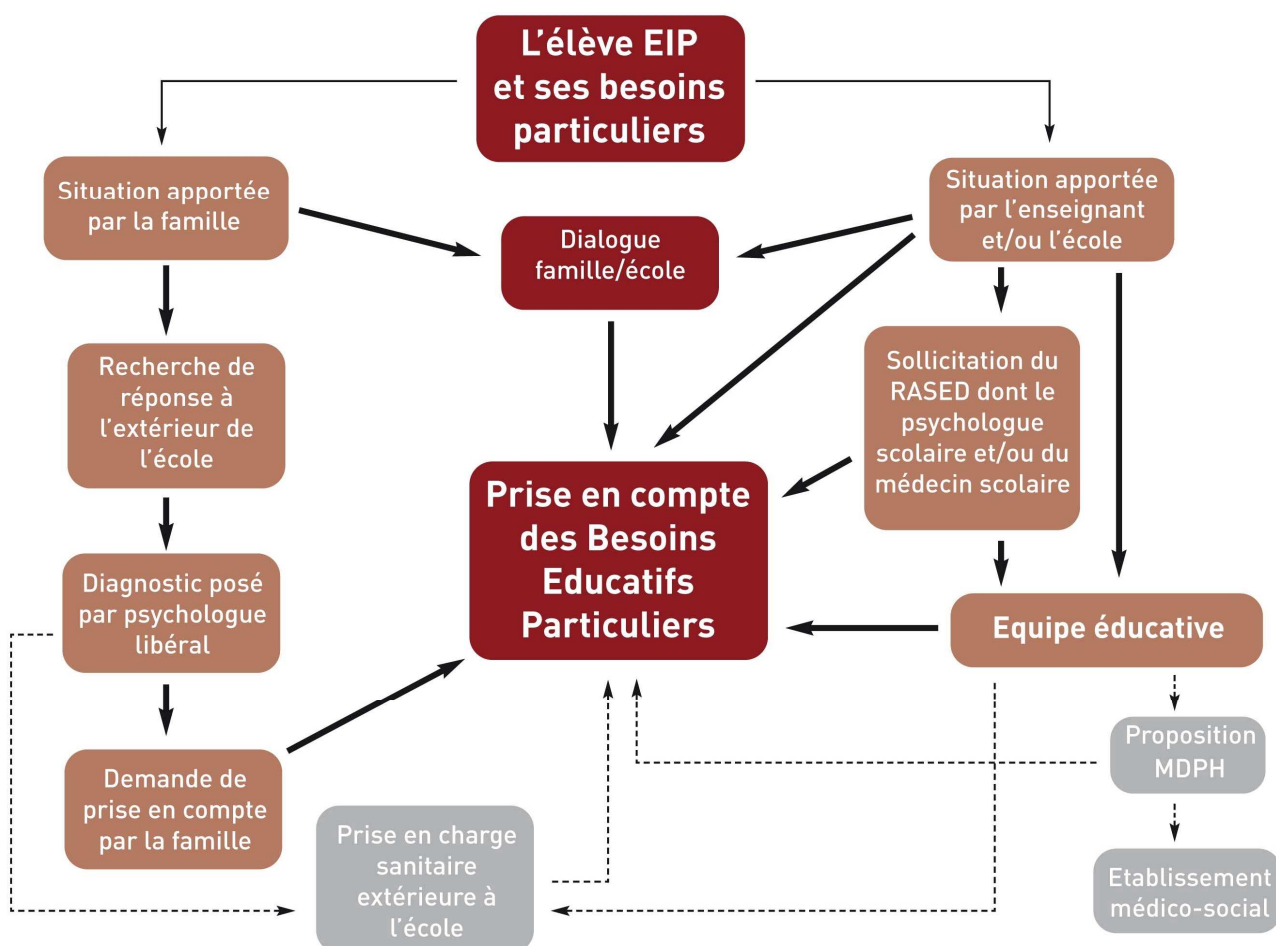 L'élève EIP
et ses besoins
particuliers
Situation apportée
par la famille
Situation apportée
par l'enseignant
et/ou l'école
Dialogue
famille/école
Recherche de
réponse à
l'extérieur de
l'école
Sollicitation du
RASED dont le
psychologue
scolaire et/ou du
médecin scolaire
Prise en compte
des Besoins
Educatifs
Particuliers
Diagnostic posé
par psychologue
libéral
Equipe éducative
Demande de
prise en compte
par la famille
Proposition
MDPH
Prise en charge
sanitaire
extérieure à
l'école
Etablissement
médico-social